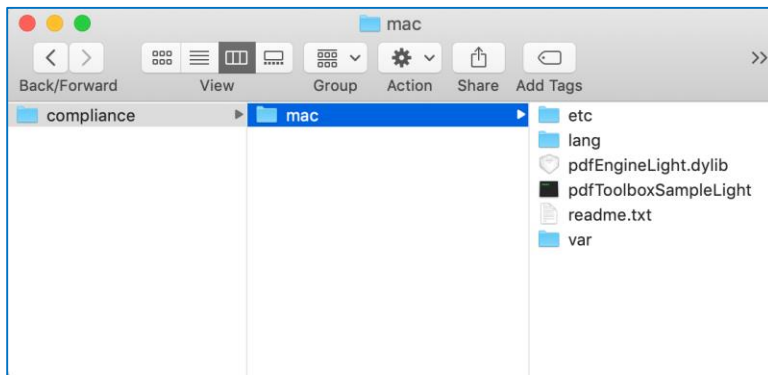 mac
Back/Forward View Group Action Share Add Tags
compliance
mac
etc
lang
pdfEngineLight.dylib
pdfToolboxSampleLight
readme.txt
var